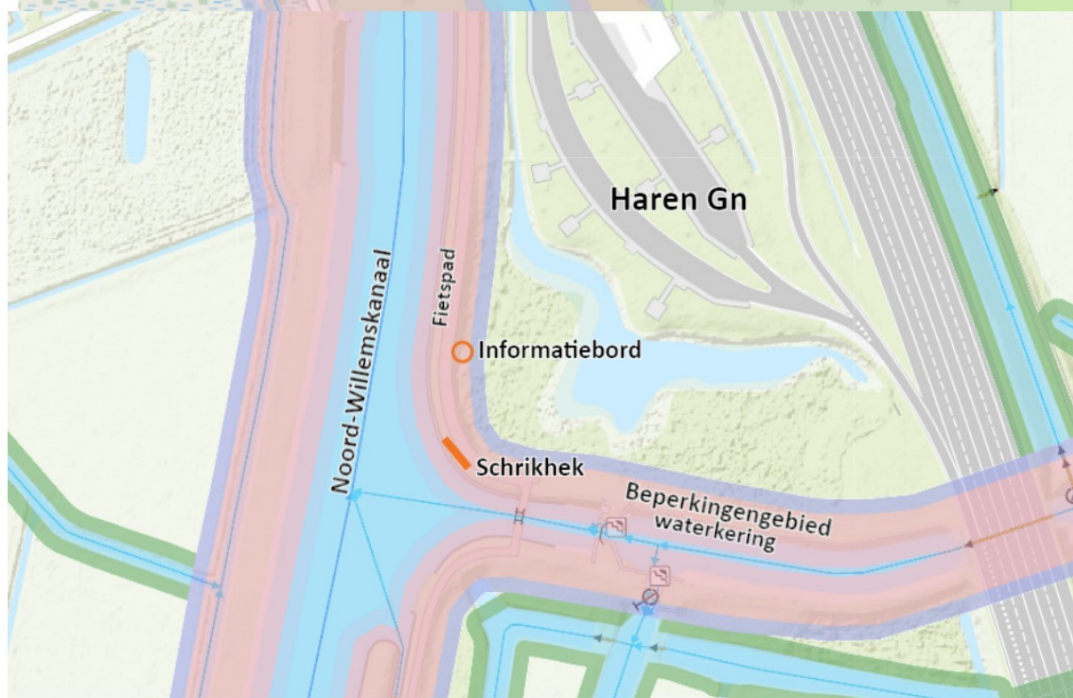 Haren Gn
Noord-Willemskanaal
Fietspad
Informatiebord
Schrikhek
Beperkingengebied
waterkering